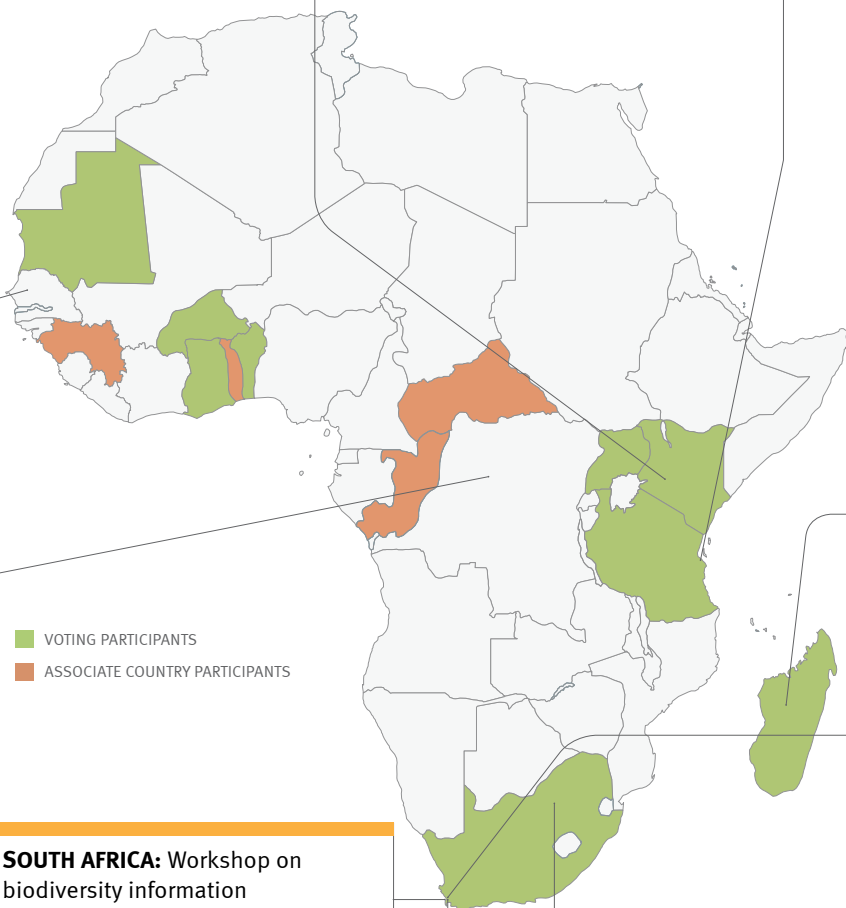 VOTING PARTICIPANTS
ASSOCIATE COUNTRY PARTICIPANTS
SOUTH AFRICA: Workshop on
biodiversity information